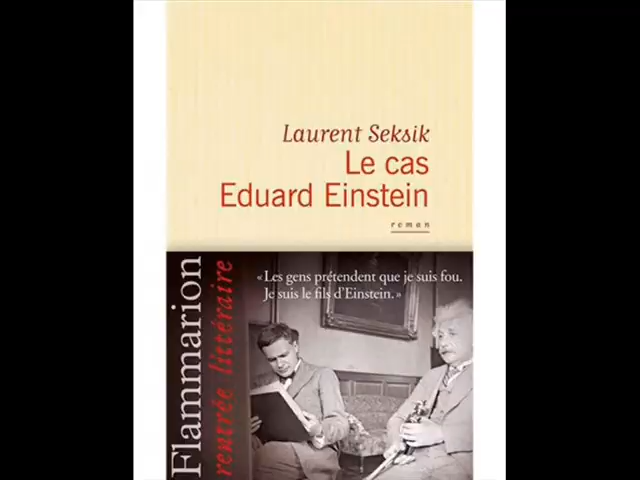 Laurent Seksik
Le cas
Eduard Einstein
roman
« Les gens prétendent que je suis fou.
Je suis le fils d'Einstein. »
Flammarion
rentrée littéraire